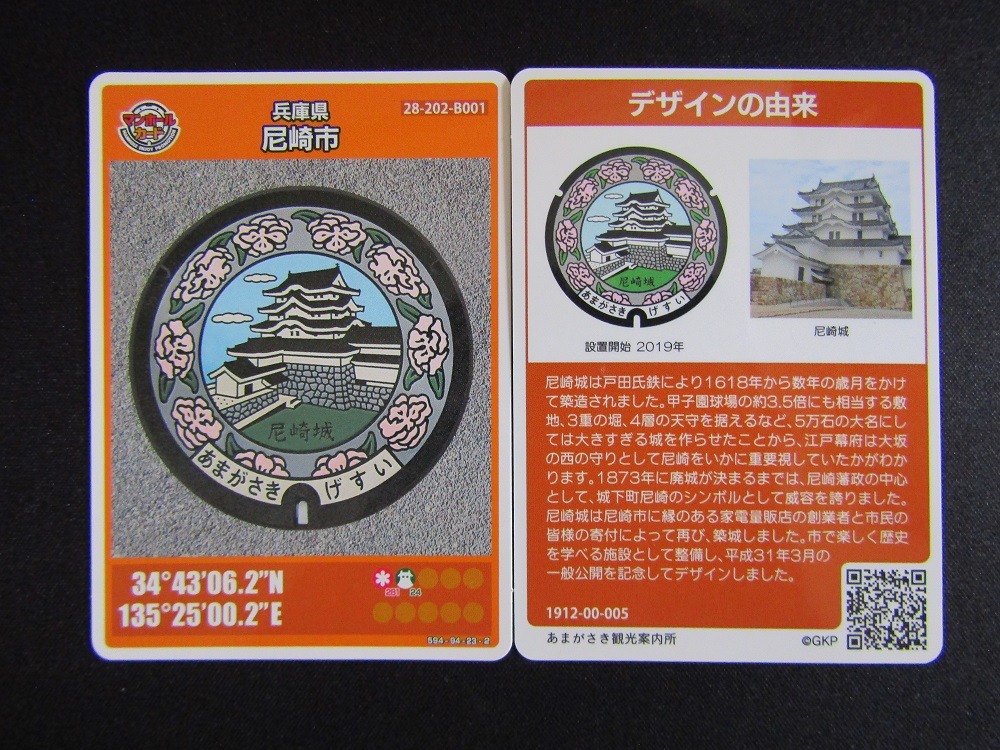 マンホール
カード
兵庫県
尼崎市
28-202-B001
尼崎城
あまがさき げすい
34°43'06.2"N
135°25'00.2"E
261
24
594-94-23-2
デザインの由来
尼崎城
あまがさき げすい
設置開始 2019年
尼崎城
尼崎城は戸田氏鉄により1618年から数年の歳月をかけ
て築造されました。甲子園球場の約3.5倍にも相当する敷
地、3重の堀、4層の天守を据えるなど、5万石の大名にし
ては大きすぎる城を作らせたことから、江戸幕府は大坂
の西の守りとして尼崎をいかに重要視していたかがわか
ります。1873年に廃城が決まるまでは、尼崎藩政の中心
として、城下町尼崎のシンボルとして威容を誇りました。
尼崎城は尼崎市に縁のある家電量販店の創業者と市民の
皆様の寄付によって再び、築城しました。市で楽しく歴史
を学べる施設として整備し、平成31年3月の
一般公開を記念してデザインしました。
1912-00-005
あまがさき観光案内所
©GKP